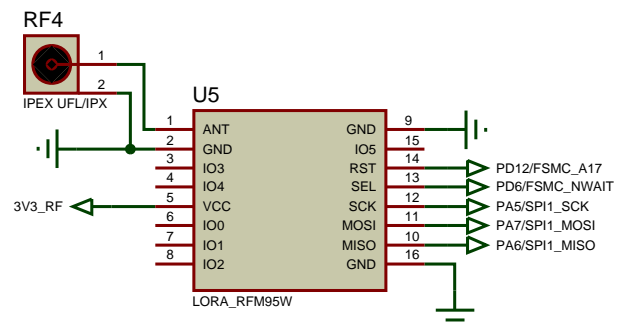 RF4
1
2
IPEX UFL/IPX
U5
1 ANT GND 9
2 GND IO5 15
3 IO3 RST 14 PD12/FSMC_A17
4 IO4 SEL 13 PD6/FSMC_NWAIT
3V3_RF 5 VCC SCK 12 PA5/SPI1_SCK
6 IO0 MOSI 11 PA7/SPI1_MOSI
7 IO1 MISO 10 PA6/SPI1_MISO
8 IO2 GND 16
LORA_RFM95W